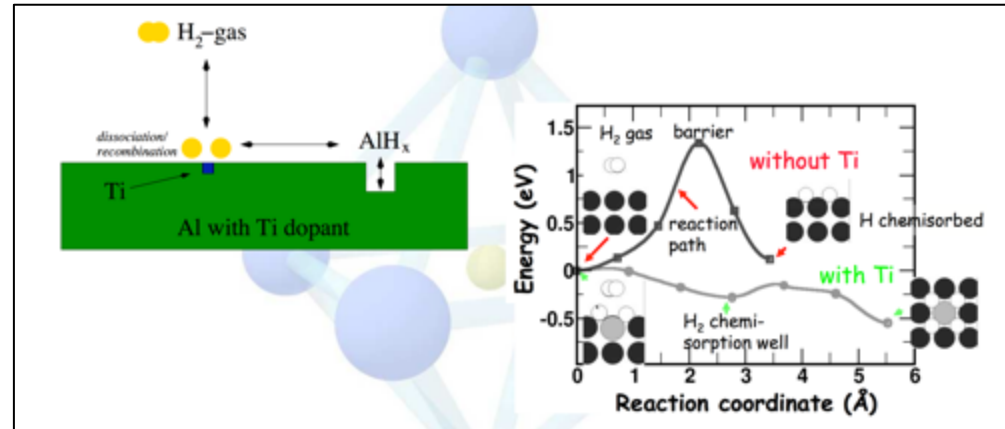 H2-gas
dissociation/
recombination
AlHx
Ti
Al with Ti dopant
Energy (eV)
1.5
1
0.5
0
-0.5
H2 gas
barrier
without Ti
reaction
path
H chemisorbed
with Ti
H2 chemi-
sorption well
0 1 2 3 4 5 6
Reaction coordinate (Å)